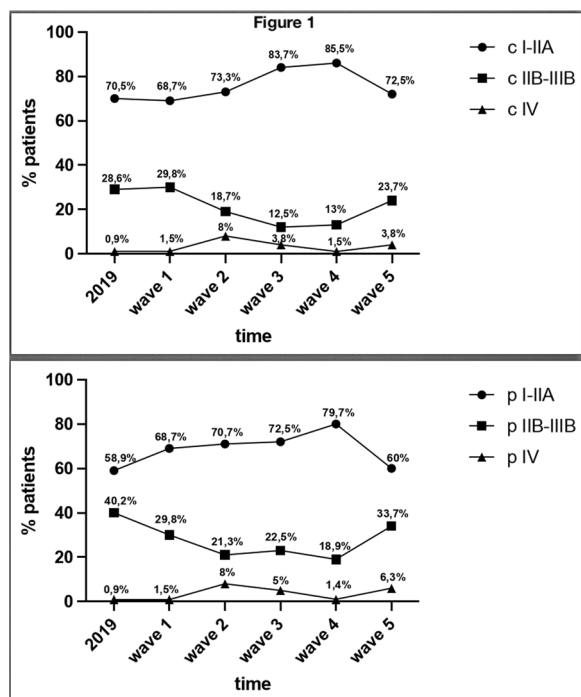 Figure 1
% patients
100
80
60
40
20
0
70,5%
68,7%
73,3%
83,7%
85,5%
72,5%
28,6%
29,8%
18,7%
12,5%
13%
23,7%
0,9%
1,5%
8%
3,8%
1,5%
3,8%
2019
wave 1
wave 2
wave 3
wave 4
wave 5
time
c I-IIA
c IIB-IIIB
c IV
% patients
100
80
60
40
20
0
58,9%
68,7%
70,7%
72,5%
79,7%
60%
40,2%
29,8%
21,3%
22,5%
18,9%
33,7%
0,9%
1,5%
8%
5%
1,4%
6,3%
2019
wave 1
wave 2
wave 3
wave 4
wave 5
time
p I-IIA
p IIB-IIIB
p IV